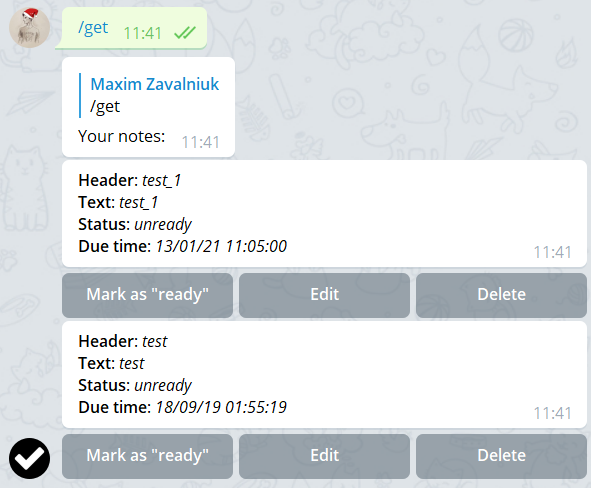 /get 11:41
Maxim Zavalniuk
/get
Your notes: 11:41
Header: test_1
Text: test_1
Status: unready
Due time: 13/01/21 11:05:00
11:41
Mark as "ready" Edit Delete
Header: test
Text: test
Status: unready
Due time: 18/09/19 01:55:19
11:41
Mark as "ready" Edit Delete